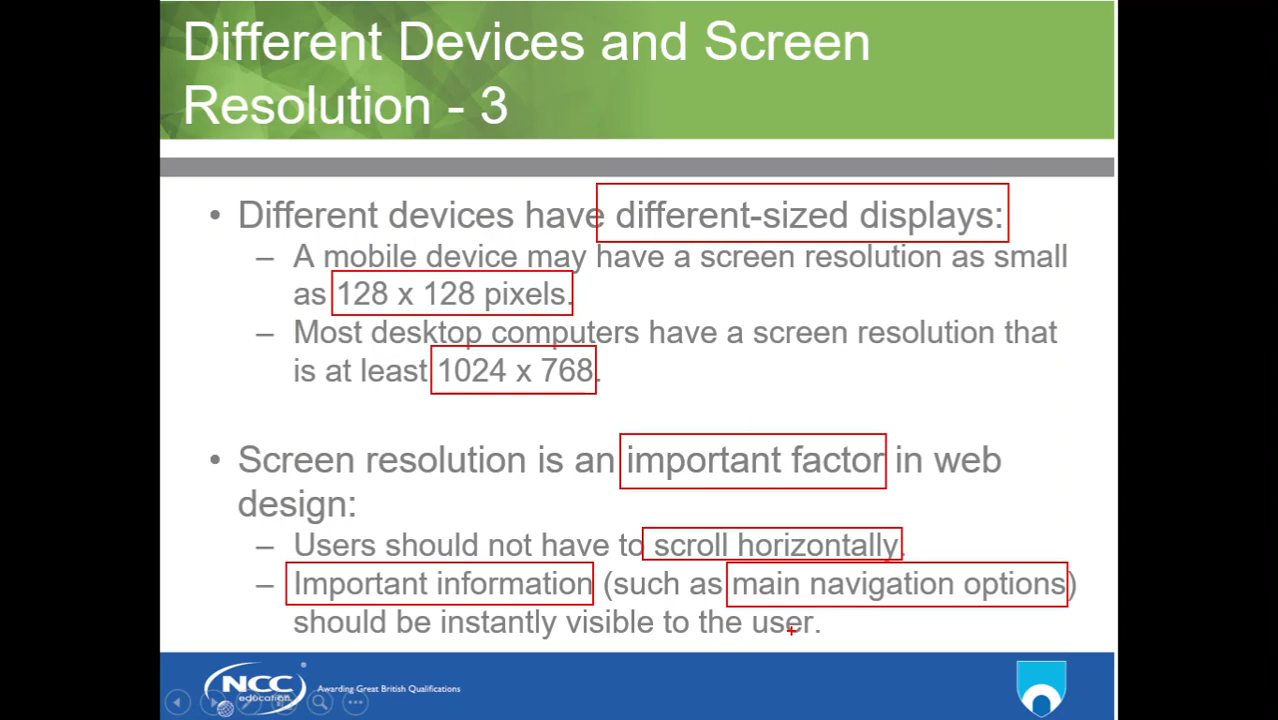 Different Devices and Screen
Resolution - 3
• Different devices have different-sized displays:
– A mobile device may have a screen resolution as small
as 128 x 128 pixels.
– Most desktop computers have a screen resolution that
is at least 1024 x 768.
• Screen resolution is an important factor in web
design:
– Users should not have to scroll horizontally.
– Important information (such as main navigation options)
should be instantly visible to the user.
NCC
education
Awarding Great British Qualifications